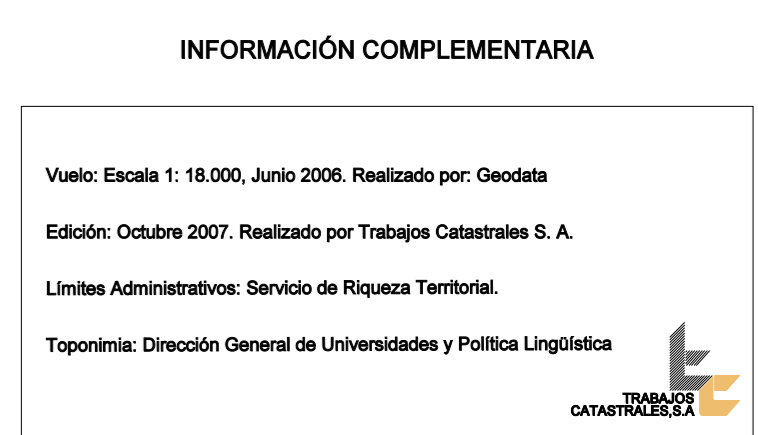 INFORMACIÓN COMPLEMENTARIA
Vuelo: Escala 1: 18.000, Junio 2006. Realizado por: Geodata
Edición: Octubre 2007. Realizado por Trabajos Catastrales S. A.
Límites Administrativos: Servicio de Riqueza Territorial.
Toponimia: Dirección General de Universidades y Política Lingüística
TRABAJOS
CATASTRALES,S.A